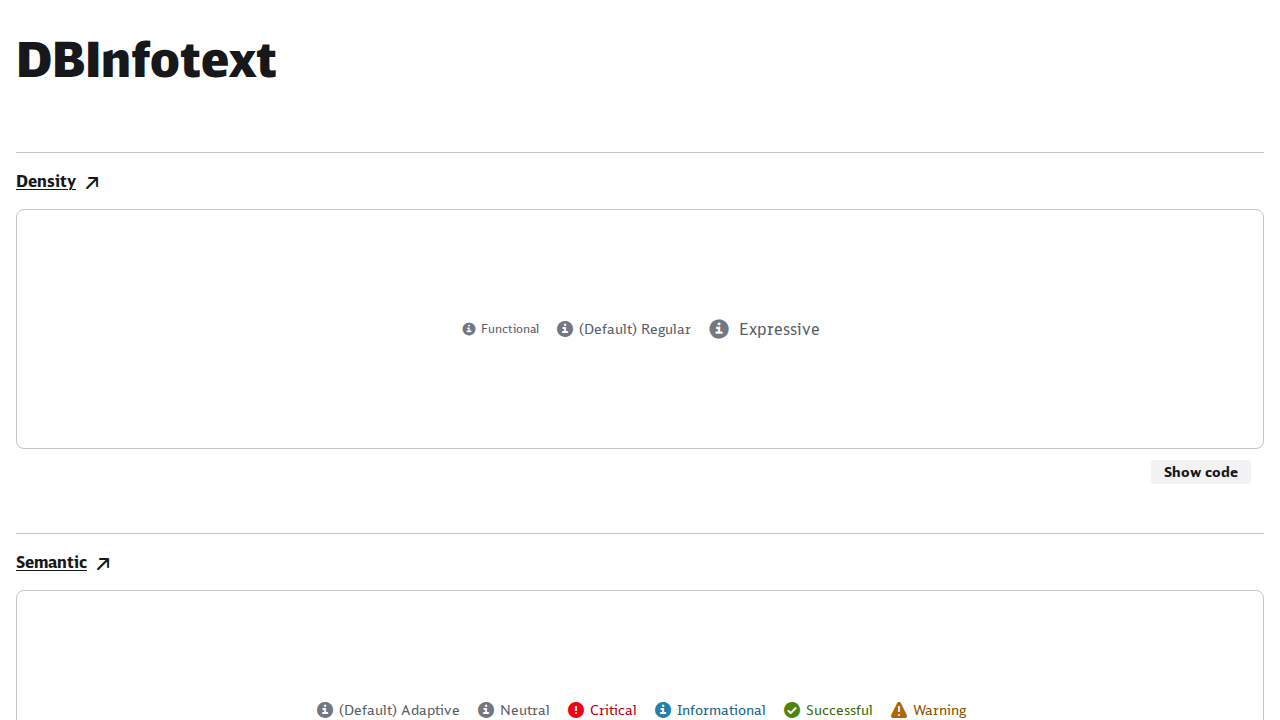 DBInfotext
Density
Functional (Default) Regular Expressive
Show code
Semantic
(Default) Adaptive Neutral Critical Informational Successful Warning